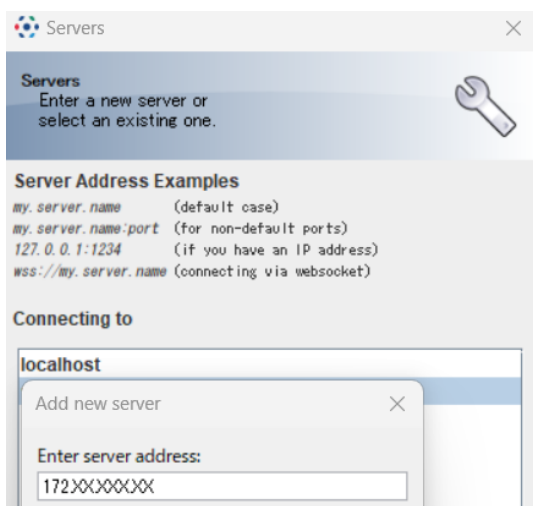 Servers
Servers
Enter a new server or
select an existing one.
Server Address Examples
my.server.name (default case)
my.server.name:port (for non-default ports)
127.0.0.1:1234 (if you have an IP address)
wss://my.server.name (connecting via websocket)
Connecting to
localhost
Add new server
Enter server address:
172.XX.XXX.XX